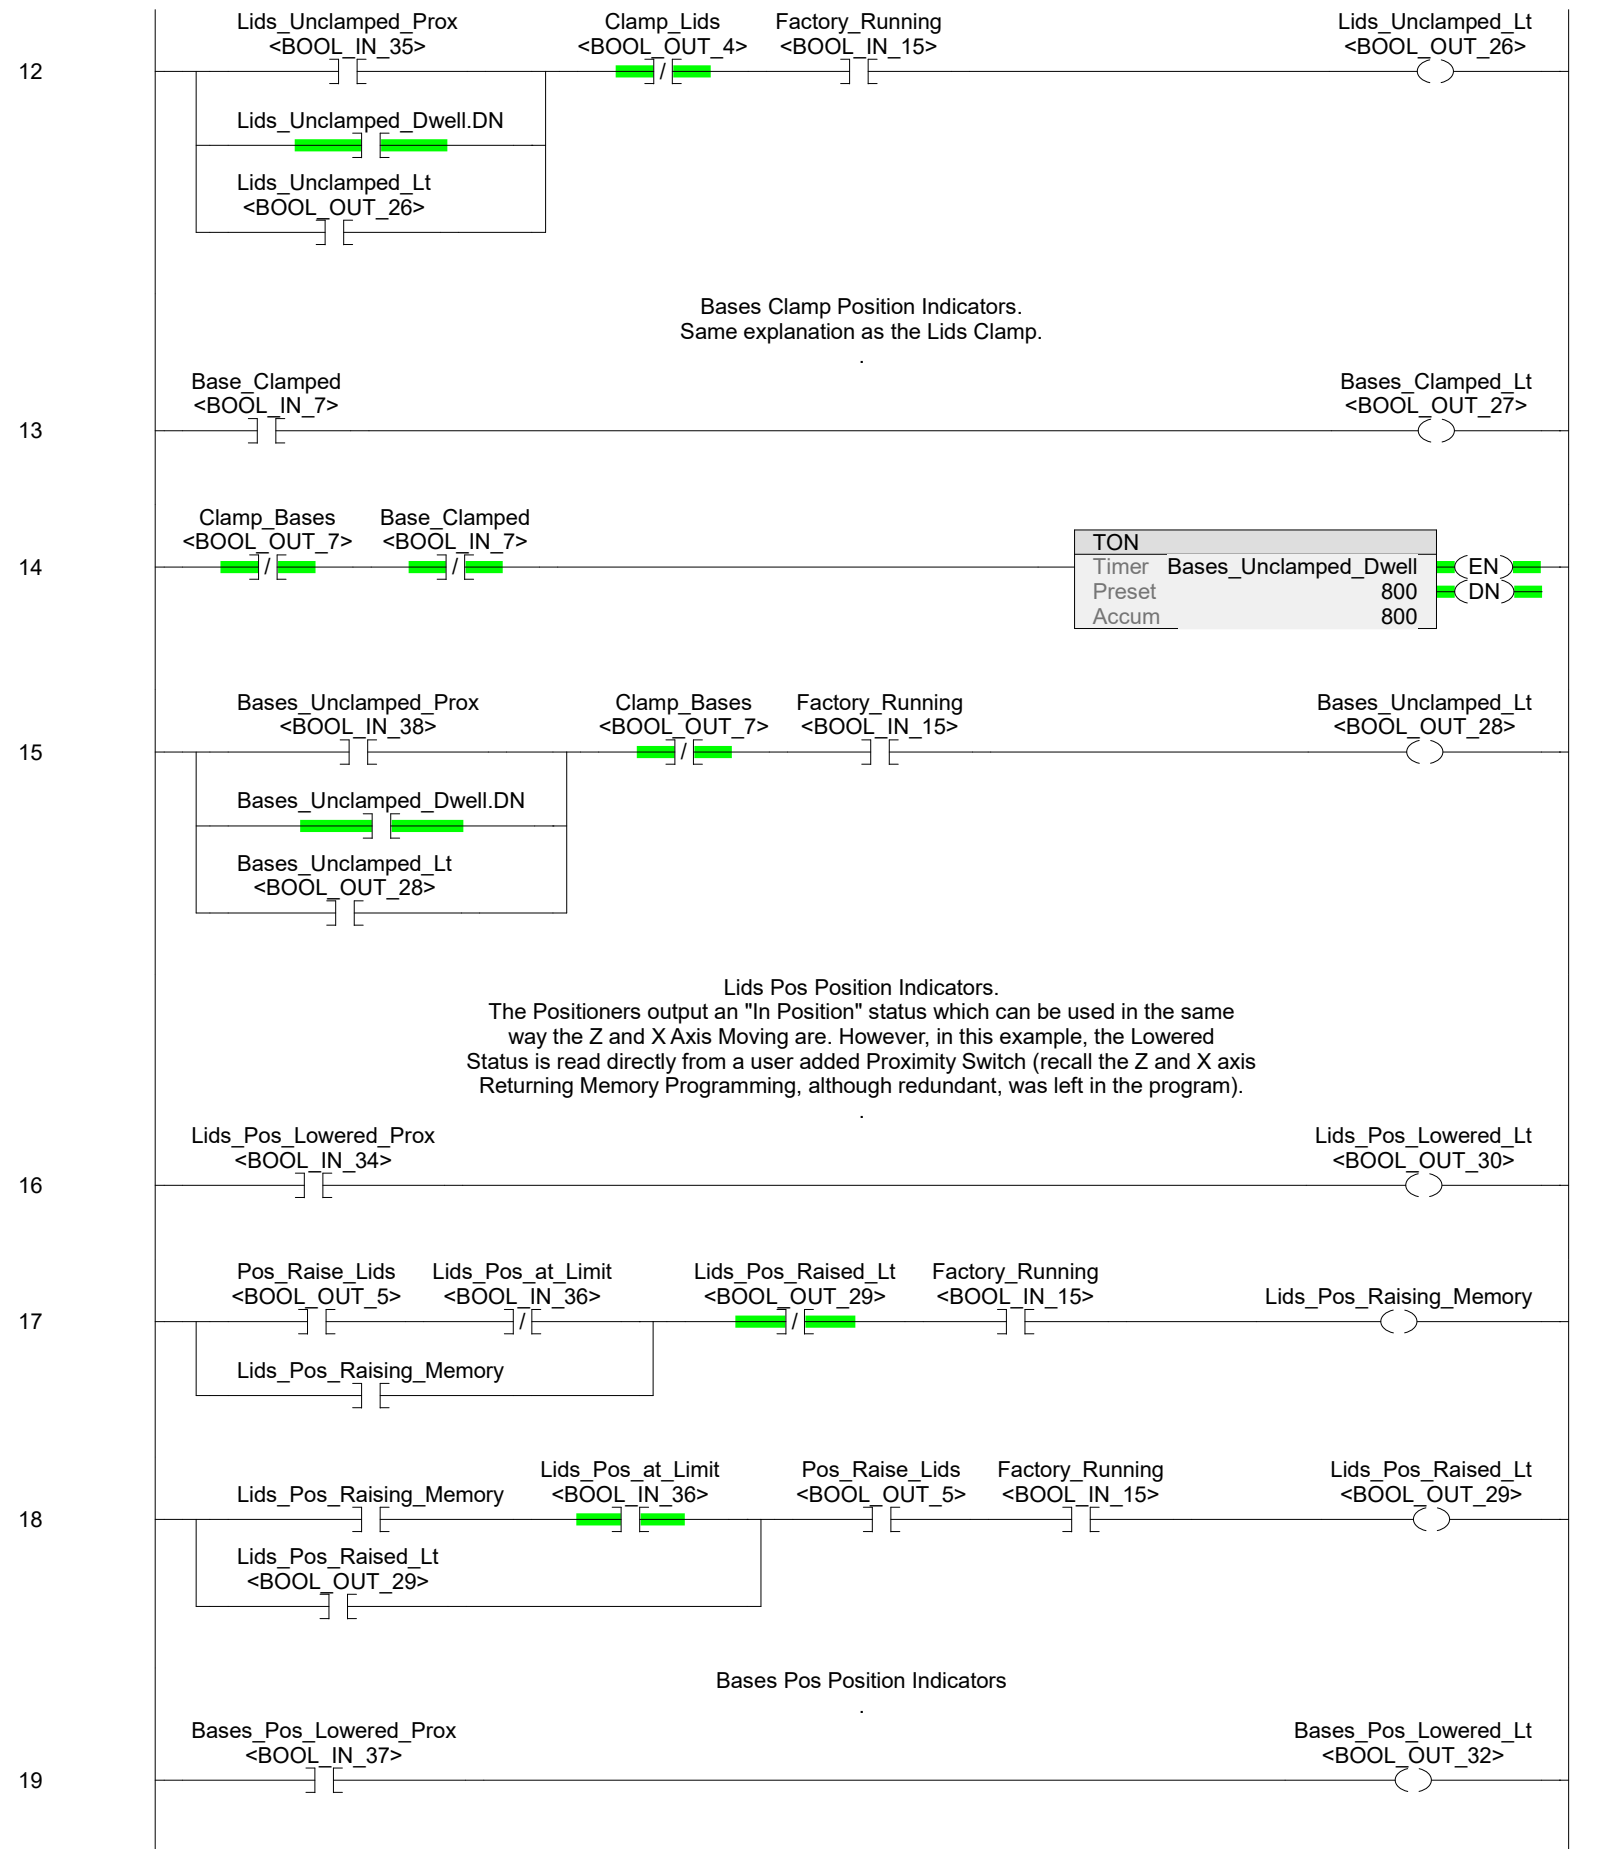 Lids_Unclamped_Prox Clamp_Lids Factory_Running Lids_Unclamped_Lt
<BOOL_IN_35> <BOOL_OUT_4> <BOOL_IN_15> <BOOL_OUT_26>
12 /
Lids_Unclamped_Dwell.DN
Lids_Unclamped_Lt
<BOOL_OUT_26>
Bases Clamp Position Indicators.
Same explanation as the Lids Clamp.
.
Base_Clamped Bases_Clamped_Lt
<BOOL_IN_7> <BOOL_OUT_27>
13
Clamp_Bases Base_Clamped
<BOOL_OUT_7> <BOOL_IN_7>
TON
14 / / Timer Bases_Unclamped_Dwell EN
Preset 800 DN
Accum 800
Bases_Unclamped_Prox Clamp_Bases Factory_Running Bases_Unclamped_Lt
<BOOL_IN_38> <BOOL_OUT_7> <BOOL_IN_15> <BOOL_OUT_28>
15 /
Bases_Unclamped_Dwell.DN
Bases_Unclamped_Lt
<BOOL_OUT_28>
Lids Pos Position Indicators.
The Positioners output an "In Position" status which can be used in the same
way the Z and X Axis Moving are. However, in this example, the Lowered
Status is read directly from a user added Proximity Switch (recall the Z and X axis
Returning Memory Programming, although redundant, was left in the program).
.
Lids_Pos_Lowered_Prox Lids_Pos_Lowered_Lt
<BOOL_IN_34> <BOOL_OUT_30>
16
Pos_Raise_Lids Lids_Pos_at_Limit Lids_Pos_Raised_Lt Factory_Running
<BOOL_OUT_5> <BOOL_IN_36> <BOOL_OUT_29> <BOOL_IN_15> Lids_Pos_Raising_Memory
17 / /
Lids_Pos_Raising_Memory
Lids_Pos_at_Limit Pos_Raise_Lids Factory_Running Lids_Pos_Raised_Lt
Lids_Pos_Raising_Memory <BOOL_IN_36> <BOOL_OUT_5> <BOOL_IN_15> <BOOL_OUT_29>
18
Lids_Pos_Raised_Lt
<BOOL_OUT_29>
Bases Pos Position Indicators
.
Bases_Pos_Lowered_Prox Bases_Pos_Lowered_Lt
<BOOL_IN_37> <BOOL_OUT_32>
19